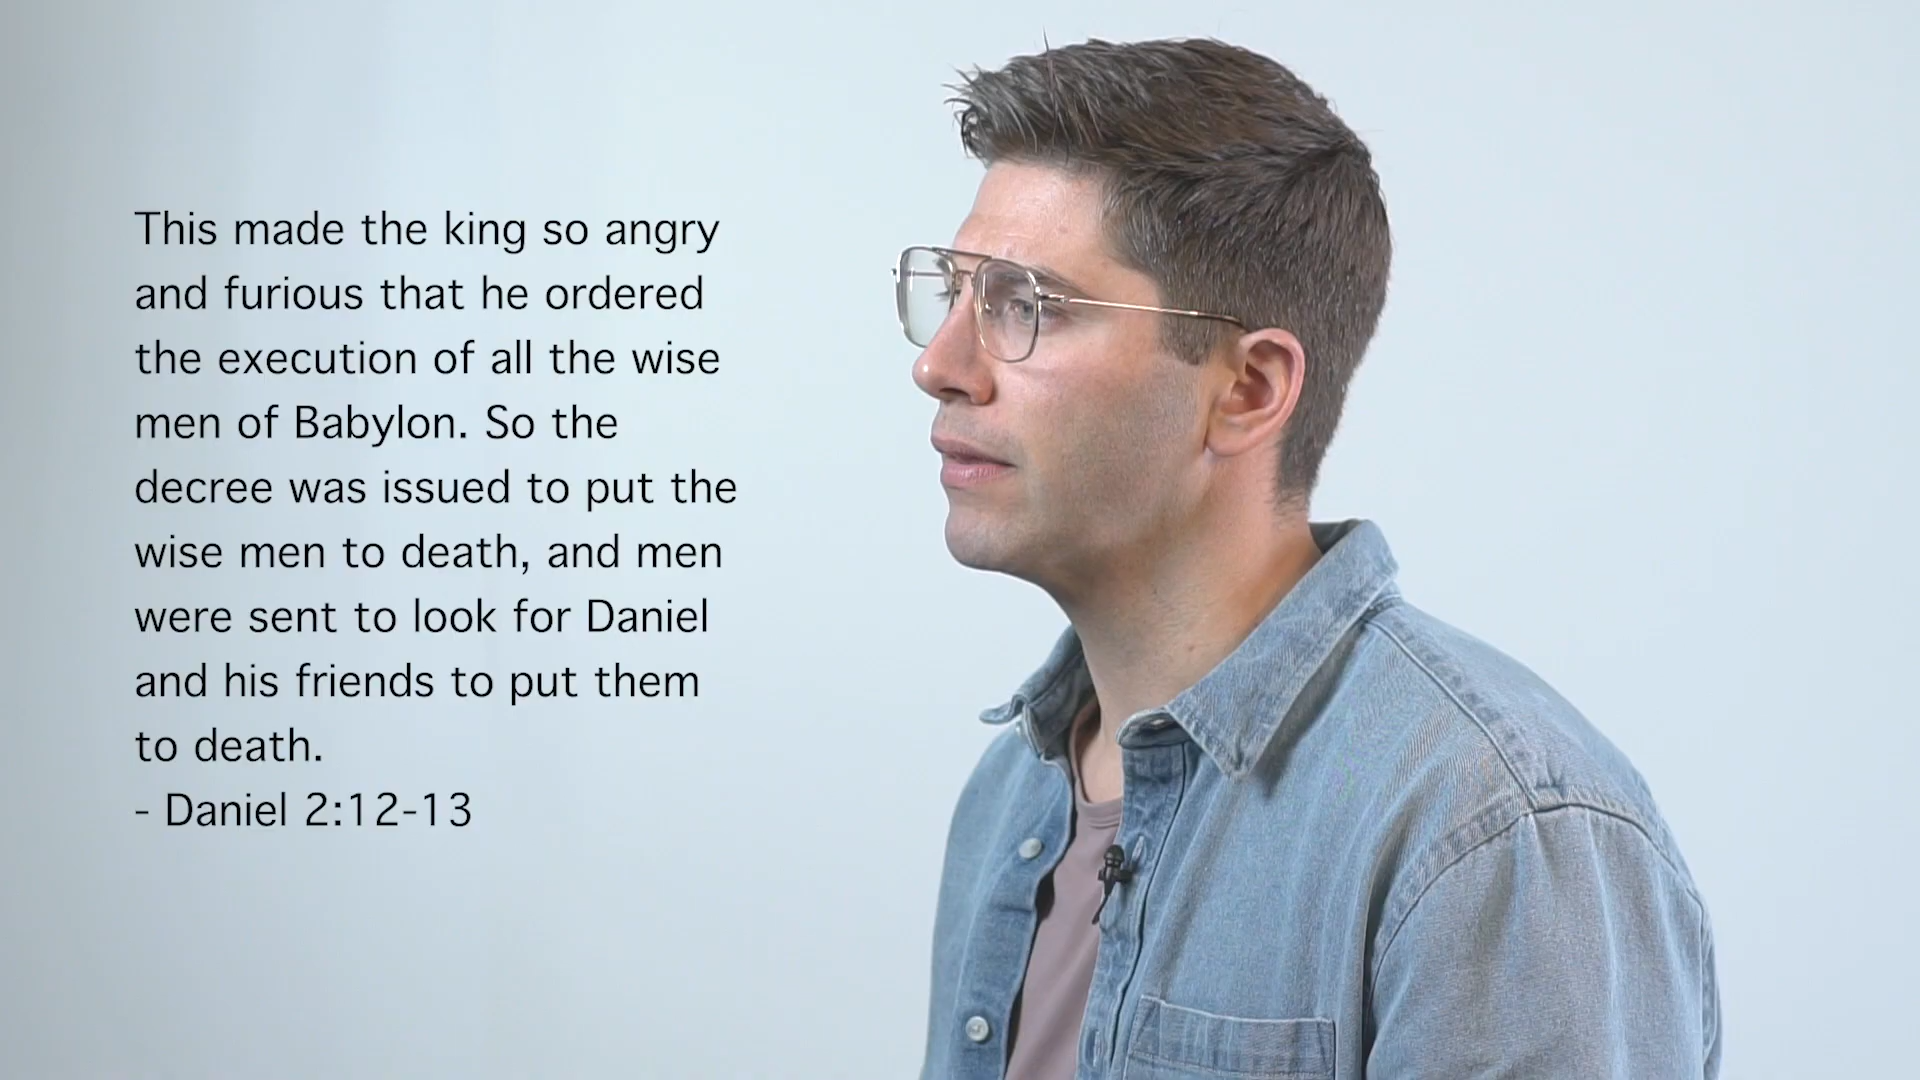 This made the king so angry
and furious that he ordered
the execution of all the wise
men of Babylon. So the
decree was issued to put the
wise men to death, and men
were sent to look for Daniel
and his friends to put them
to death.
- Daniel 2:12-13